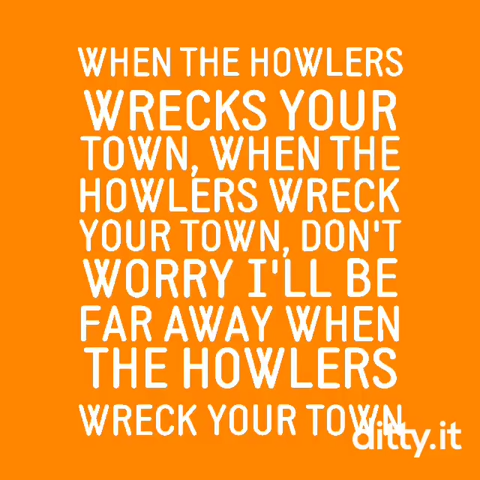 WHEN THE HOWLERS
WRECKS YOUR
TOWN, WHEN THE
HOWLERS WRECK
YOUR TOWN, DON'T
WORRY I'LL BE
FAR AWAY WHEN
THE HOWLERS
WRECK YOUR TOWN
ditty.it